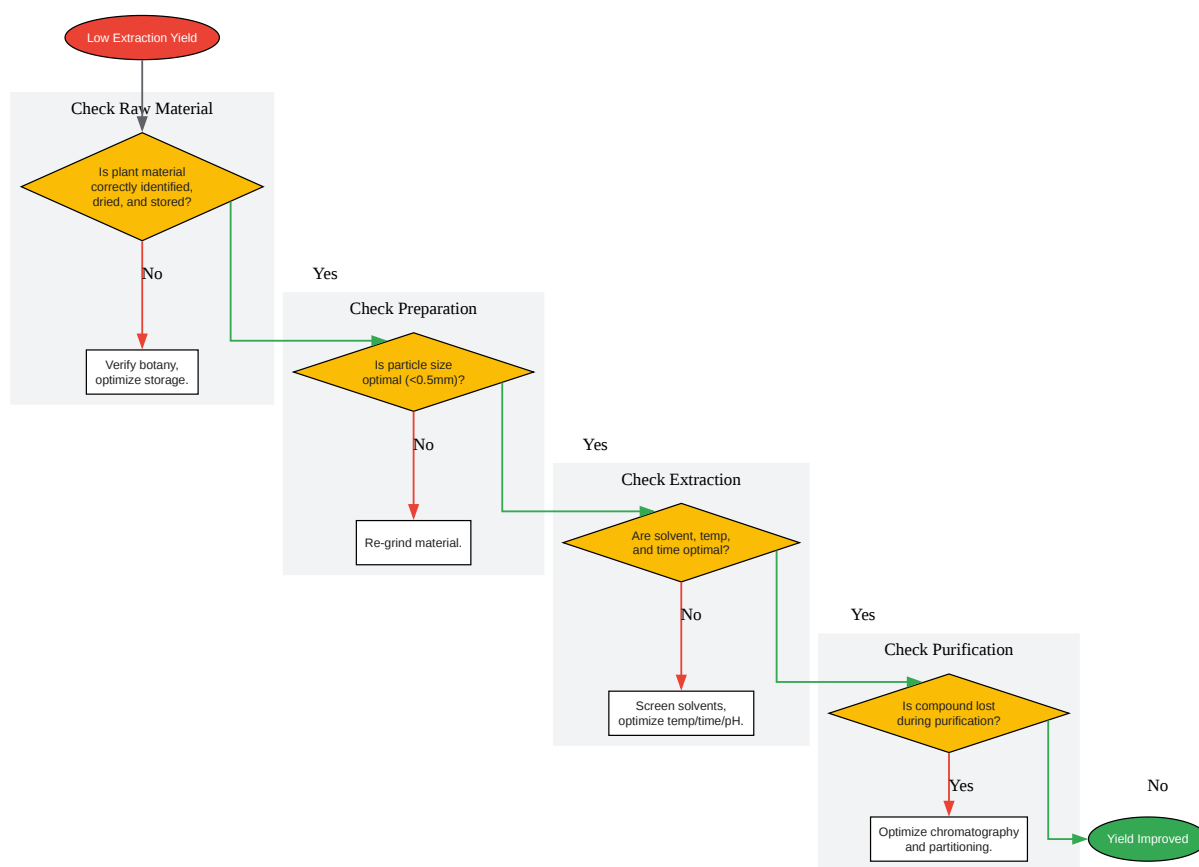 Low Extraction Yield
Check Raw Material
Is plant material
correctly identified,
dried, and stored?
No
Yes
Verify botany,
optimize storage.
Check Preparation
Is particle size
optimal (<0.5mm)?
No
Yes
Re-grind material.
Check Extraction
Are solvent, temp,
and time optimal?
No
Yes
Screen solvents,
optimize temp/time/pH.
Check Purification
Is compound lost
during purification?
Yes
No
Optimize chromatography
and partitioning.
Yield Improved